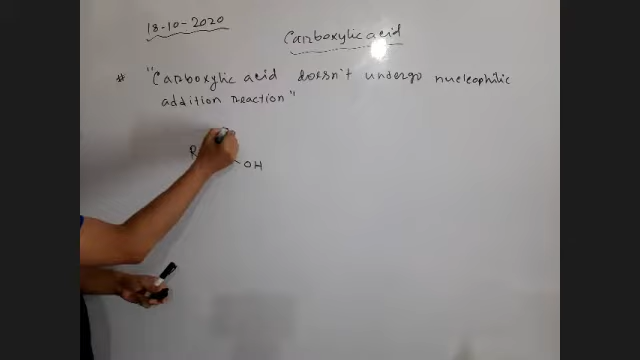 18-10-2020
Carboxylic acid
# "Carboxylic acid doesn't undergo nucleophilic
addition reaction"
R
OH